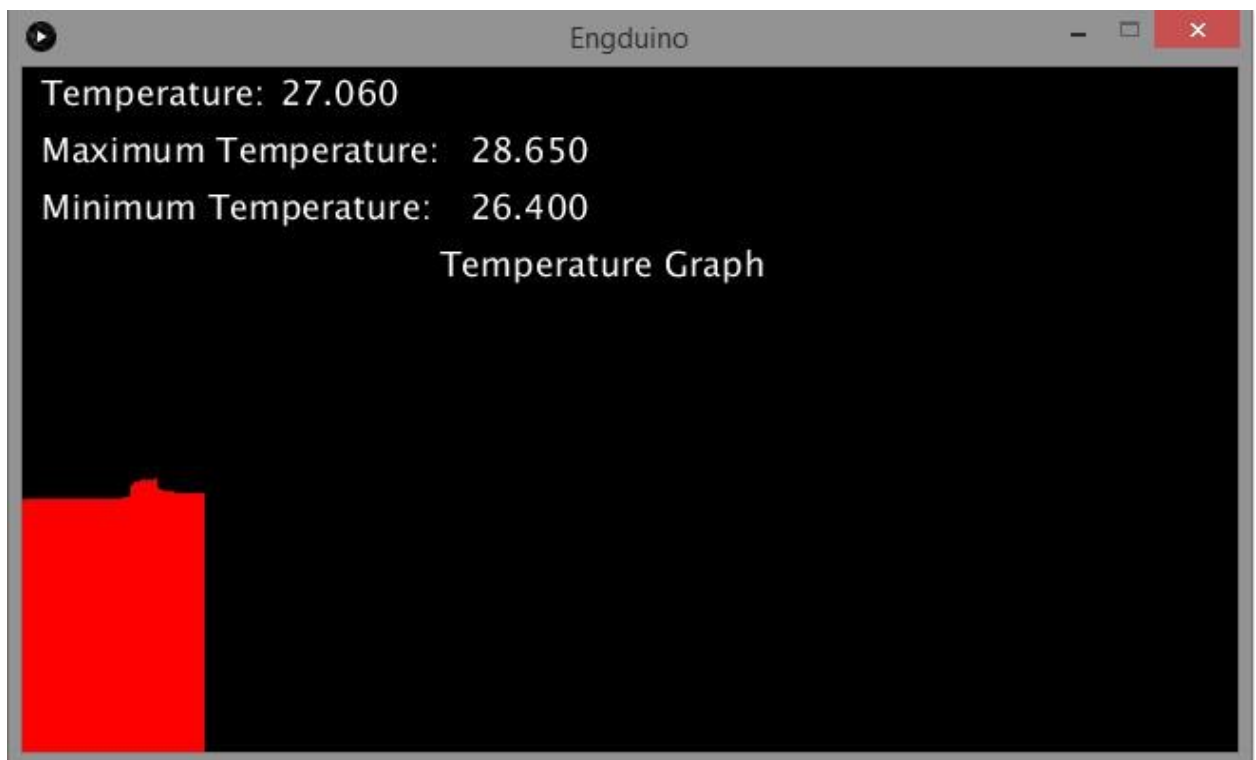 Engduino
Temperature: 27.060
Maximum Temperature: 28.650
Minimum Temperature: 26.400
Temperature Graph